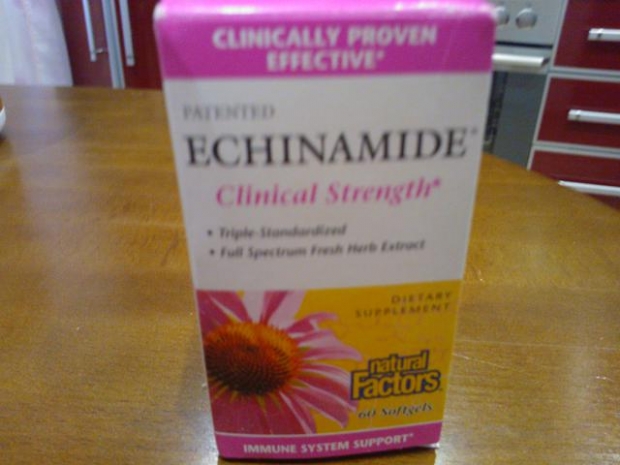 CLINICALLY PROVEN
EFFECTIVE*
PATENTED
ECHINAMIDE®
Clinical Strength*
• Triple-Standardized
• Full Spectrum Fresh Herb Extract
DIETARY
SUPPLEMENT
natural
Factors
60 Softgels
IMMUNE SYSTEM SUPPORT*